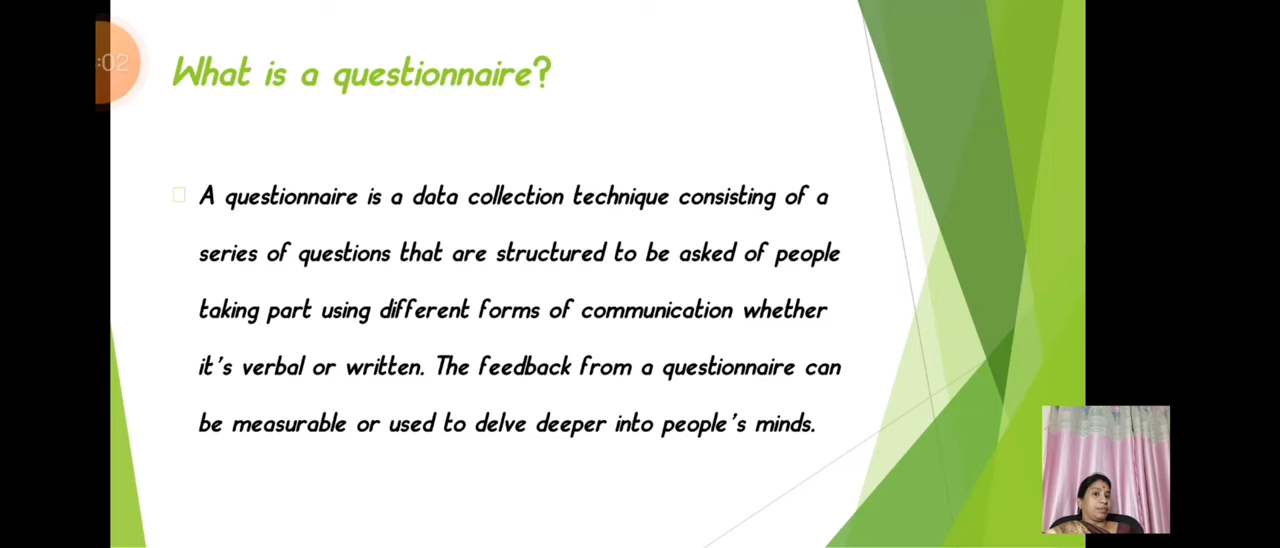 :02
What is a questionnaire?
A questionnaire is a data collection technique consisting of a
series of questions that are structured to be asked of people
taking part using different forms of communication whether
it's verbal or written. The feedback from a questionnaire can
be measurable or used to delve deeper into people's minds.